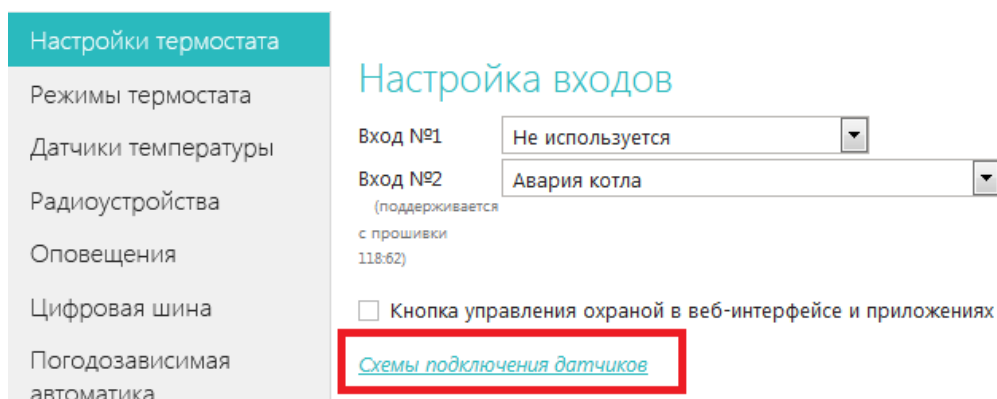 Настройки термостата
Режимы термостата
Датчики температуры
Радиоустройства
Оповещения
Цифровая шина
Погодозависимая
автоматика
Настройка входов
Вход №1 Не используется
Вход №2 Авария котла
(поддерживается
с прошивки
118:62)
Кнопка управления охраной в веб-интерфейсе и приложениях
Схемы подключения датчиков